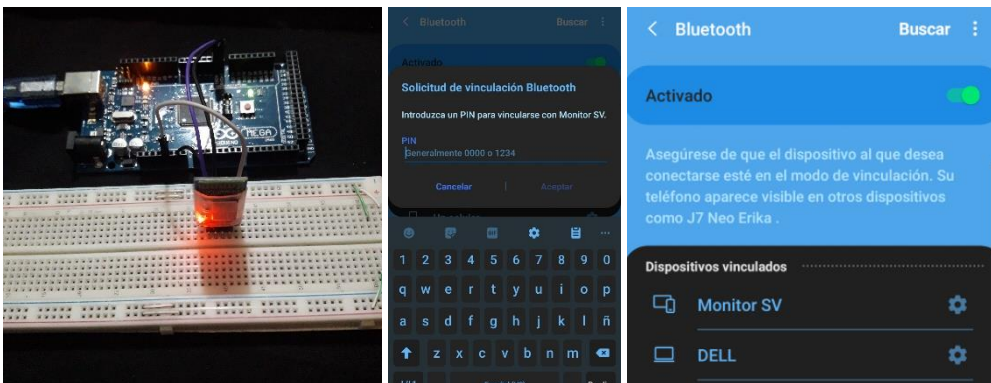 MEGA
Bluetooth
Buscar
Activado
Solicitud de vinculación Bluetooth
Introduzca un PIN para vincularse con Monitor SV.
PIN
Generalmente 0000 o 1234
Cancelar
Aceptar
1 2 3 4 5 6 7 8 9 0
q w e r t y u i o p
a s d f g h j k l ñ
z x c v b n m
Bluetooth
Buscar
Activado
Asegúrese de que el dispositivo al que desea
conectarse esté en el modo de vinculación. Su
teléfono aparece visible en otros dispositivos
como J7 Neo Erika .
Dispositivos vinculados
Monitor SV
DELL